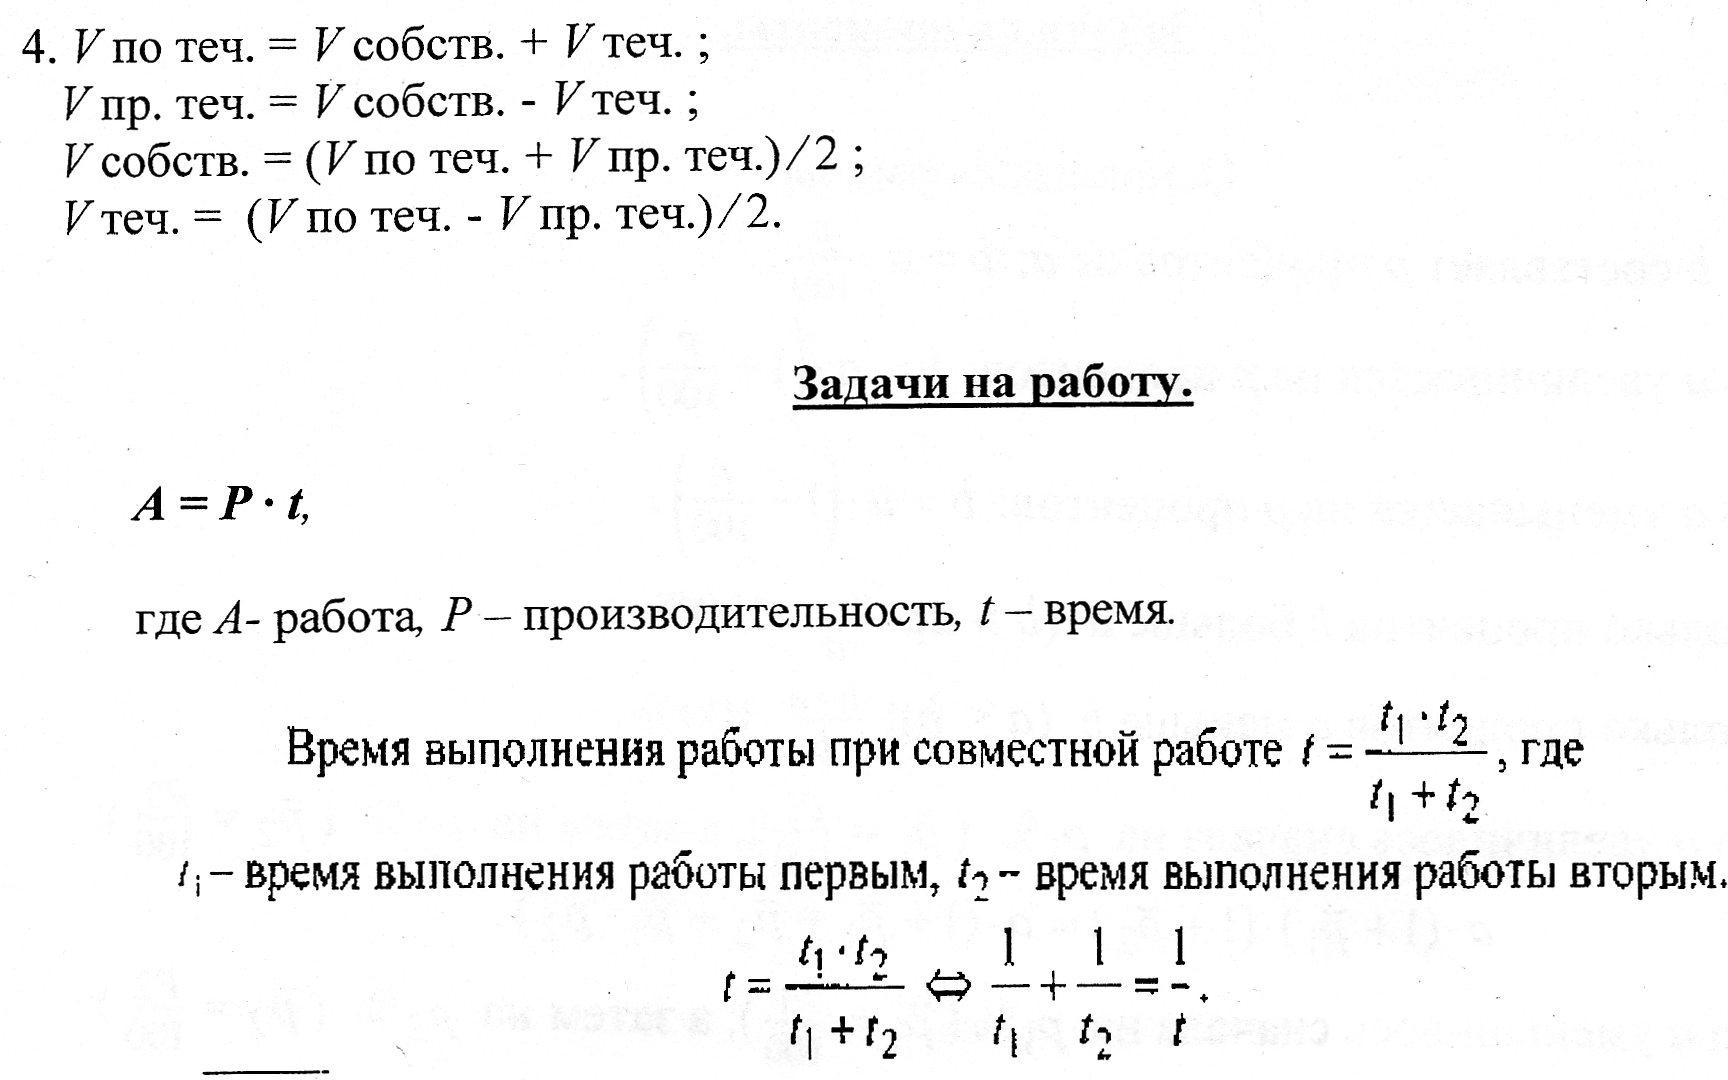 4. V по теч. = V собств. + V теч. ;
V пр. теч. = V собств. - V теч. ;
V собств. = (V по теч. + V пр. теч.)/2 ;
V теч. = (V по теч. - V пр. теч.)/2.
Задачи на работу.
A = P · t,
где A- работа, P – производительность, t – время.
Время выполнения работы при совместной работе t = (t₁ · t₂)/(t₁ + t₂), где
t₁ – время выполнения работы первым, t₂ – время выполнения работы вторым.
t = (t₁ · t₂)/(t₁ + t₂) ⇔ 1/t₁ + 1/t₂ = 1/t.